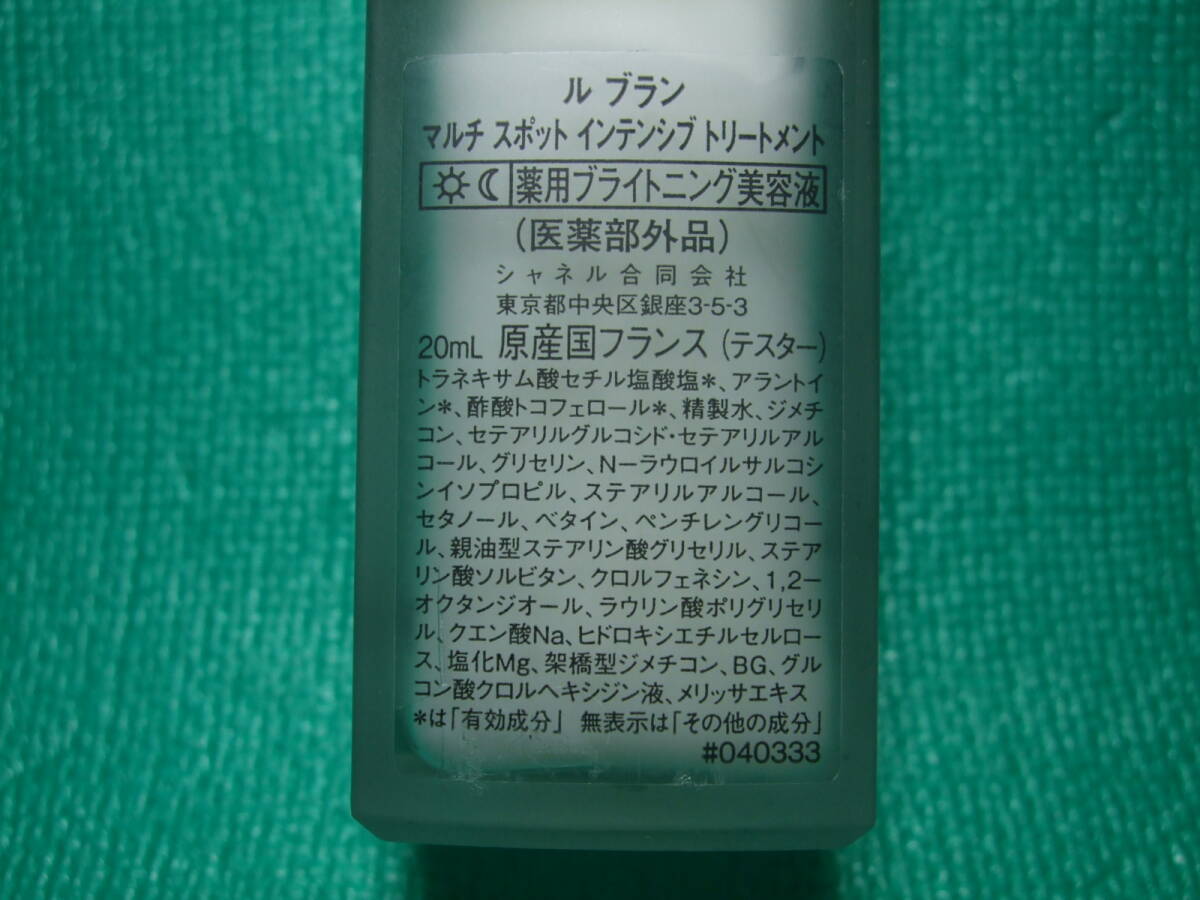 ル ブラン
マルチ スポット インテンシブ トリートメント
薬用ブライトニング美容液
(医薬部外品)
シャネル合同会社
東京都中央区銀座3-5-3
20mL 原産国フランス (テスター)
トラネキサム酸セチル塩酸塩*、アラントイ
ン*、酢酸トコフェロール*、精製水、ジメチ
コン、セテアリルグルコシド・セテアリルアル
コール、グリセリン、N-ラウロイルサルコシ
ンイソプロピル、ステアリルアルコール、
セタノール、ベタイン、ペンチレングリコー
ル、親油型ステアリン酸グリセリル、ステア
リン酸ソルビタン、クロルフェネシン、1,2-
オクタンジオール、ラウリン酸ポリグリセリ
ル、クエン酸Na、ヒドロキシエチルセルロー
ス、塩化Mg、架橋型ジメチコン、BG、グル
コン酸クロルヘキシジン液、メリッサエキス
*は「有効成分」 無表示は「その他の成分」
#040333